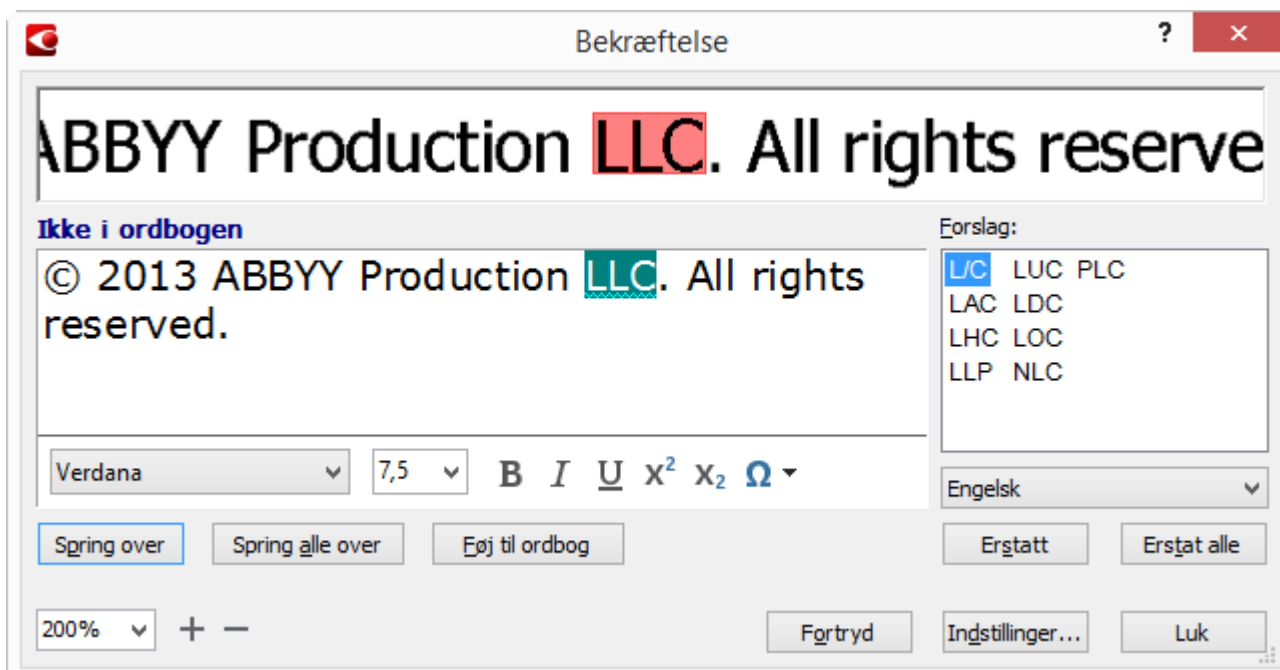 Bekræftelse
?
ABBYY Production LLC. All rights reserve
Ikke i ordbogen
© 2013 ABBYY Production LLC. All rights
reserved.
Forslag:
L/C LUC PLC
LAC LDC
LHC LOC
LLP NLC
Verdana 7,5 B I U X² X₂ Ω
Engelsk
Spring over Spring alle over Føj til ordbog Erstatt Erstat alle
200% + − Fortryd Indstillinger... Luk